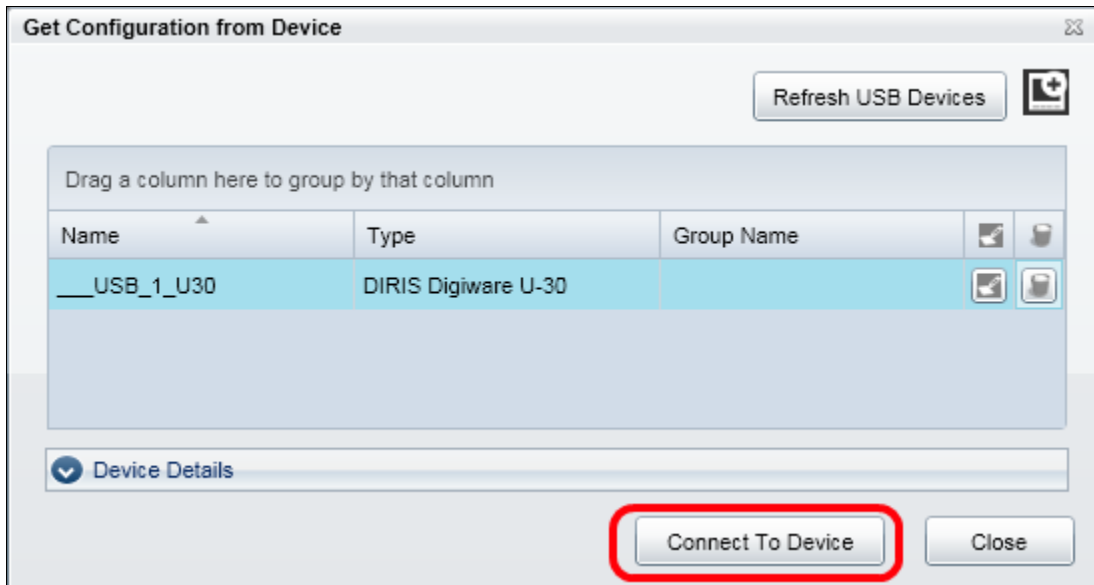 Get Configuration from Device
Refresh USB Devices
Drag a column here to group by that column
Name Type Group Name
___USB_1_U30 DIRIS Digiware U-30
Device Details
Connect To Device Close